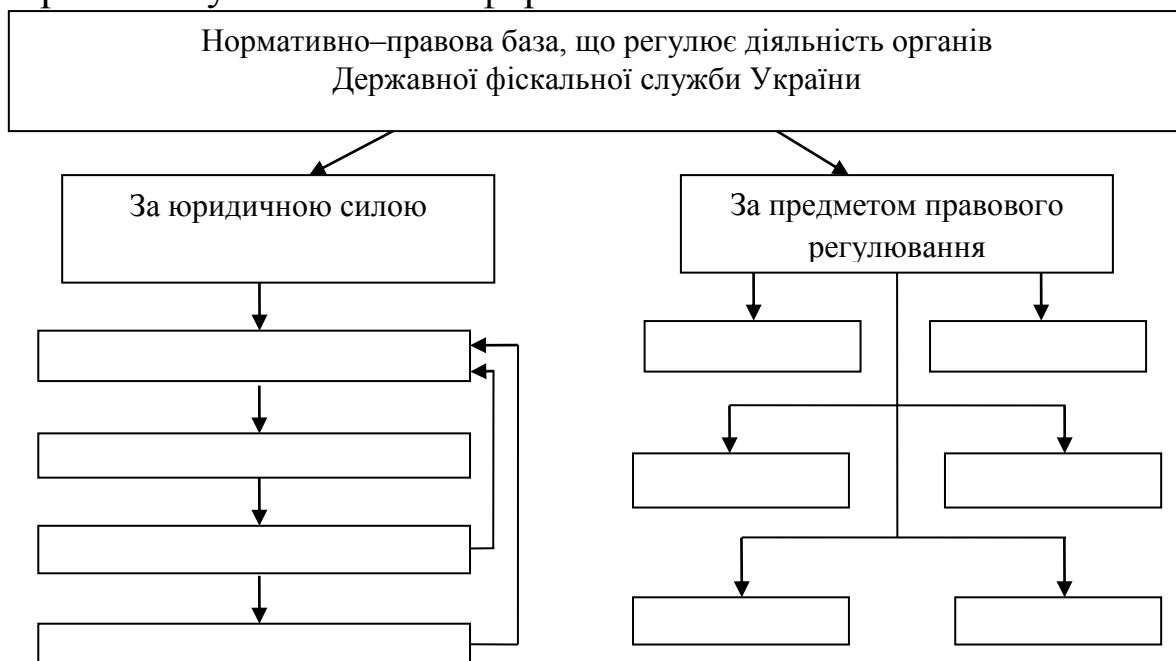 Нормативно–правова база, що регулює діяльність органів
Державної фіскальної служби України
За юридичною силою
За предметом правового
регулювання